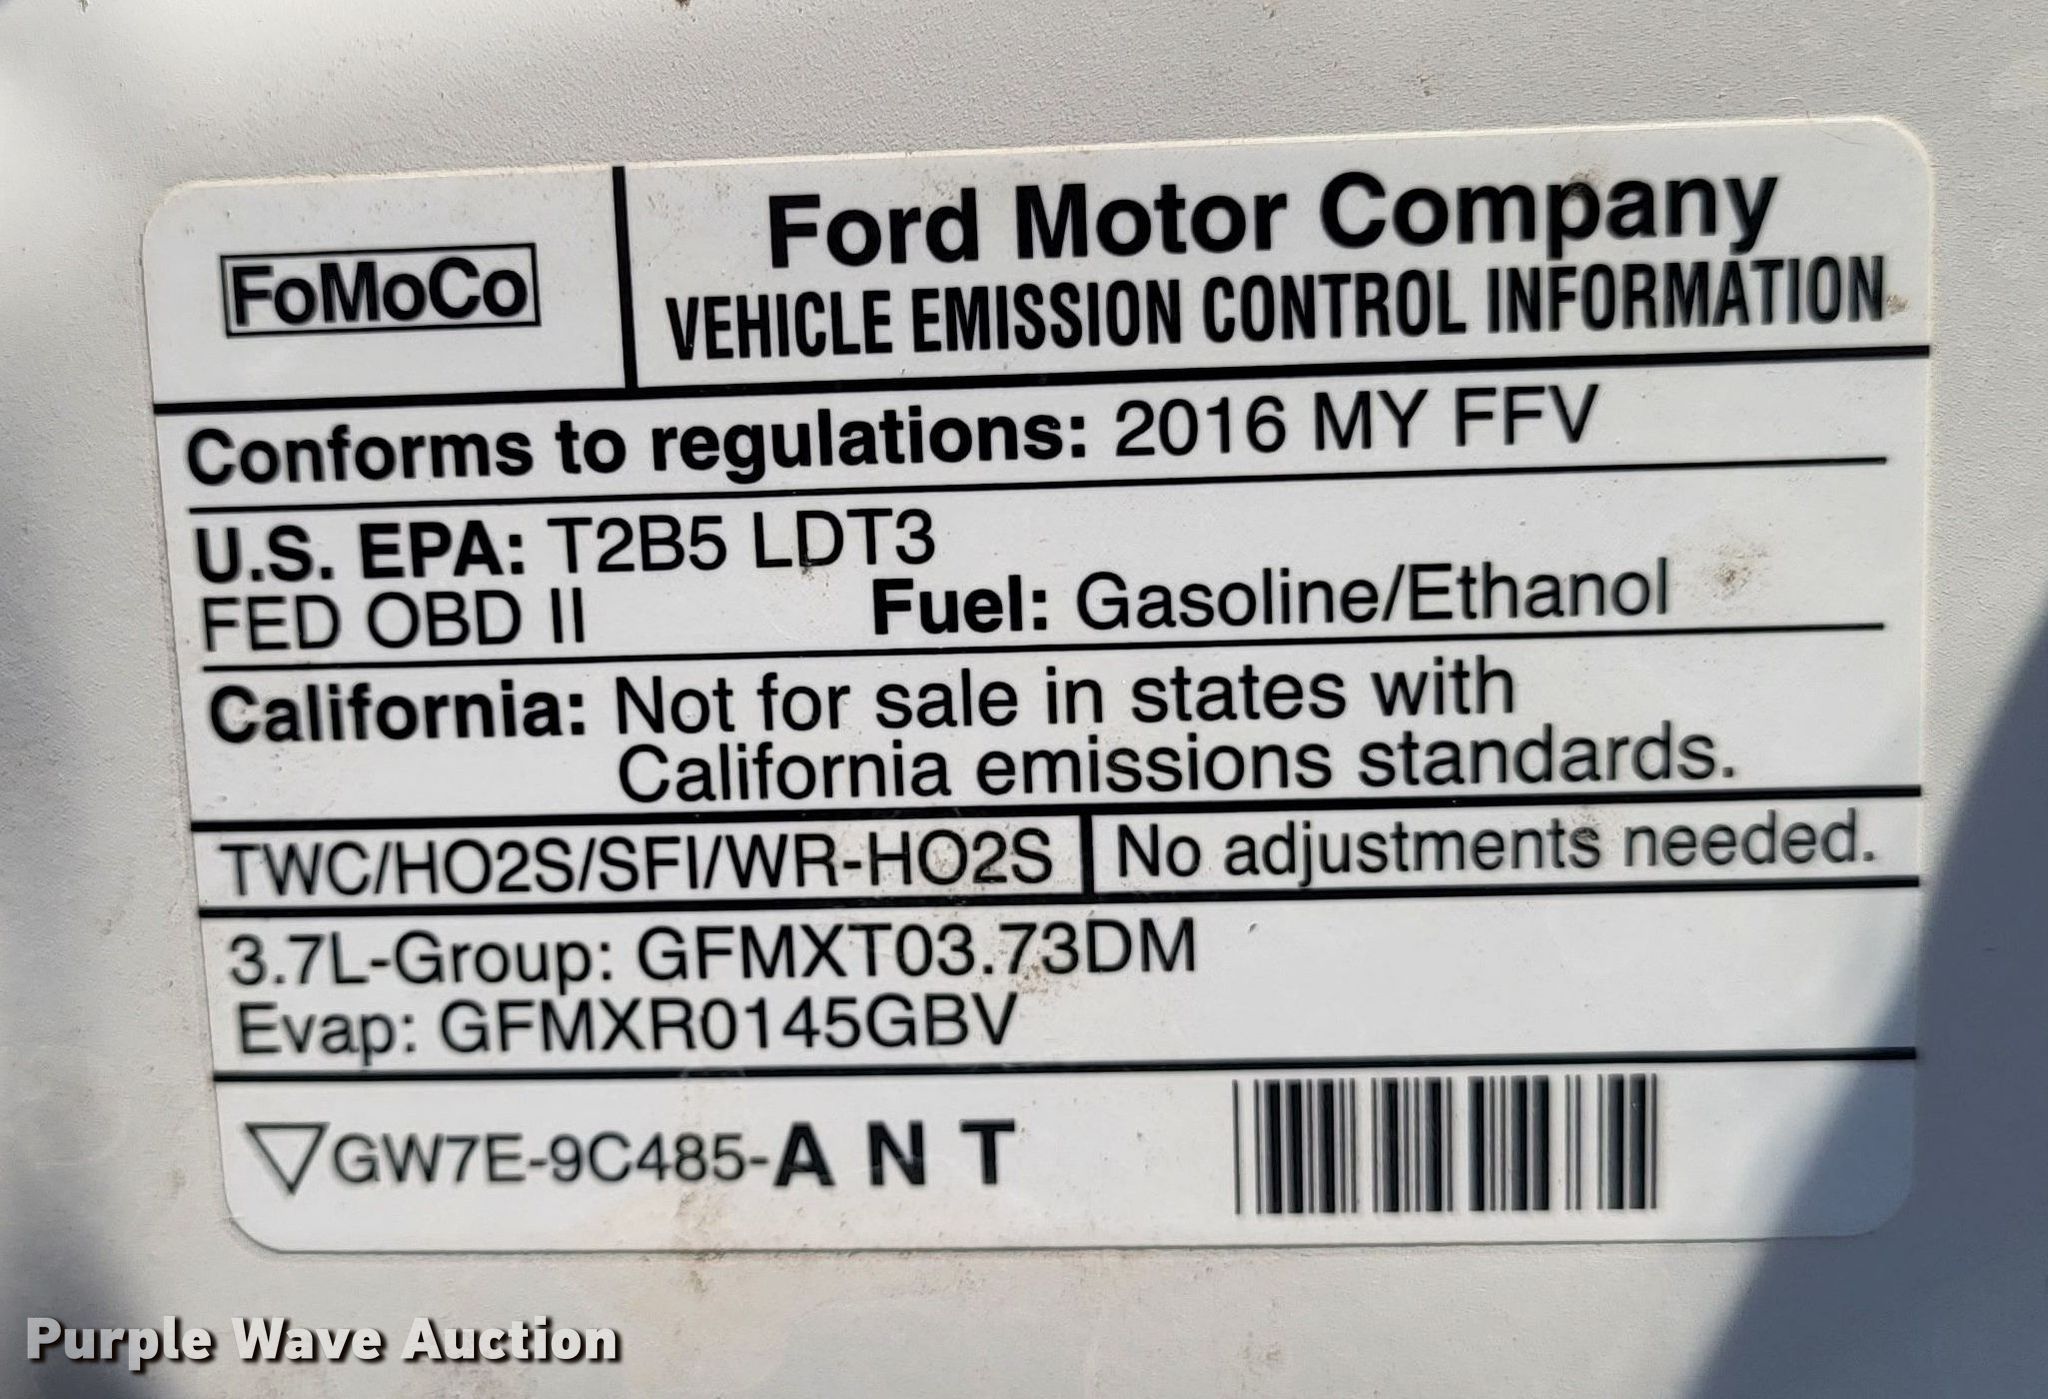 FoMoCo
Ford Motor Company
VEHICLE EMISSION CONTROL INFORMATION
Conforms to regulations: 2016 MY FFV
U.S. EPA: T2B5 LDT3
FED OBD II Fuel: Gasoline/Ethanol
California: Not for sale in states with
California emissions standards.
TWC/HO2S/SFI/WR-HO2S No adjustments needed.
3.7L-Group: GFMXT03.73DM
Evap: GFMXR0145GBV
GW7E-9C485-A N T
Purple Wave Auction